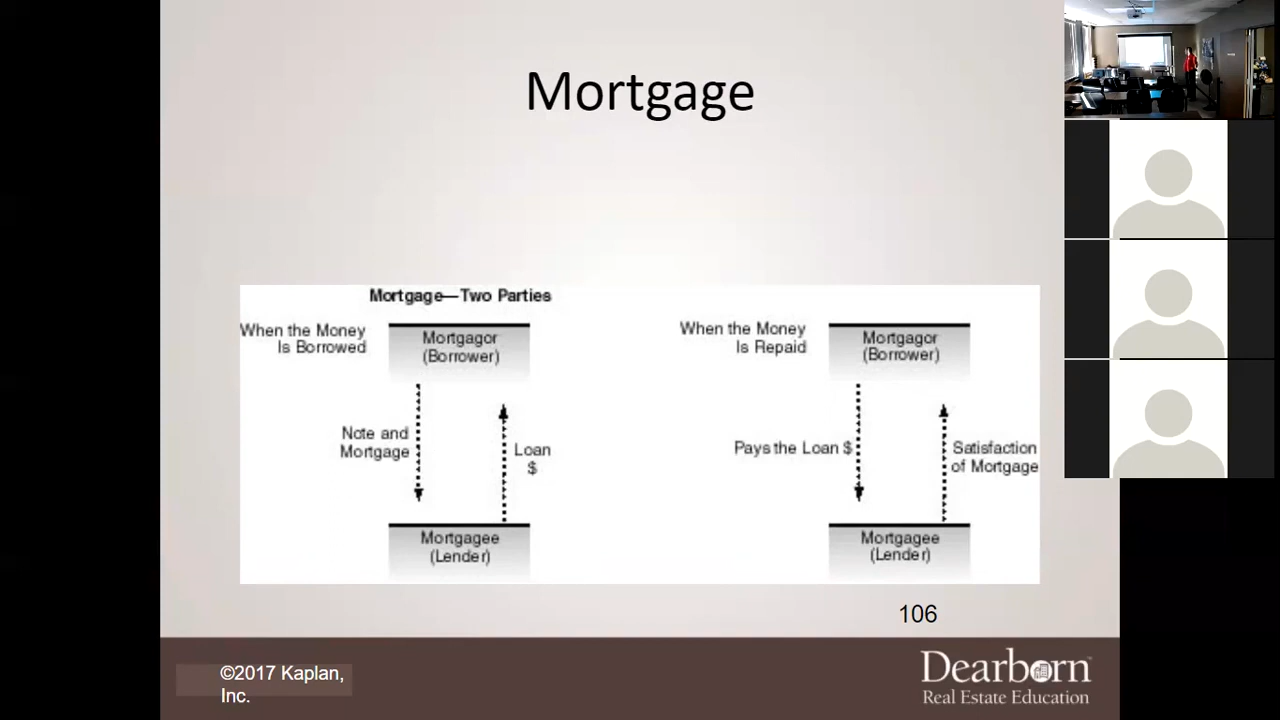 Mortgage
Mortgage—Two Parties
When the Money
Is Borrowed
Mortgagor
(Borrower)
Note and
Mortgage
Loan
$
Mortgagee
(Lender)
When the Money
Is Repaid
Mortgagor
(Borrower)
Pays the Loan $
Satisfaction
of Mortgage
Mortgagee
(Lender)
106
©2017 Kaplan,
Inc.
Dearborn™
Real Estate Education